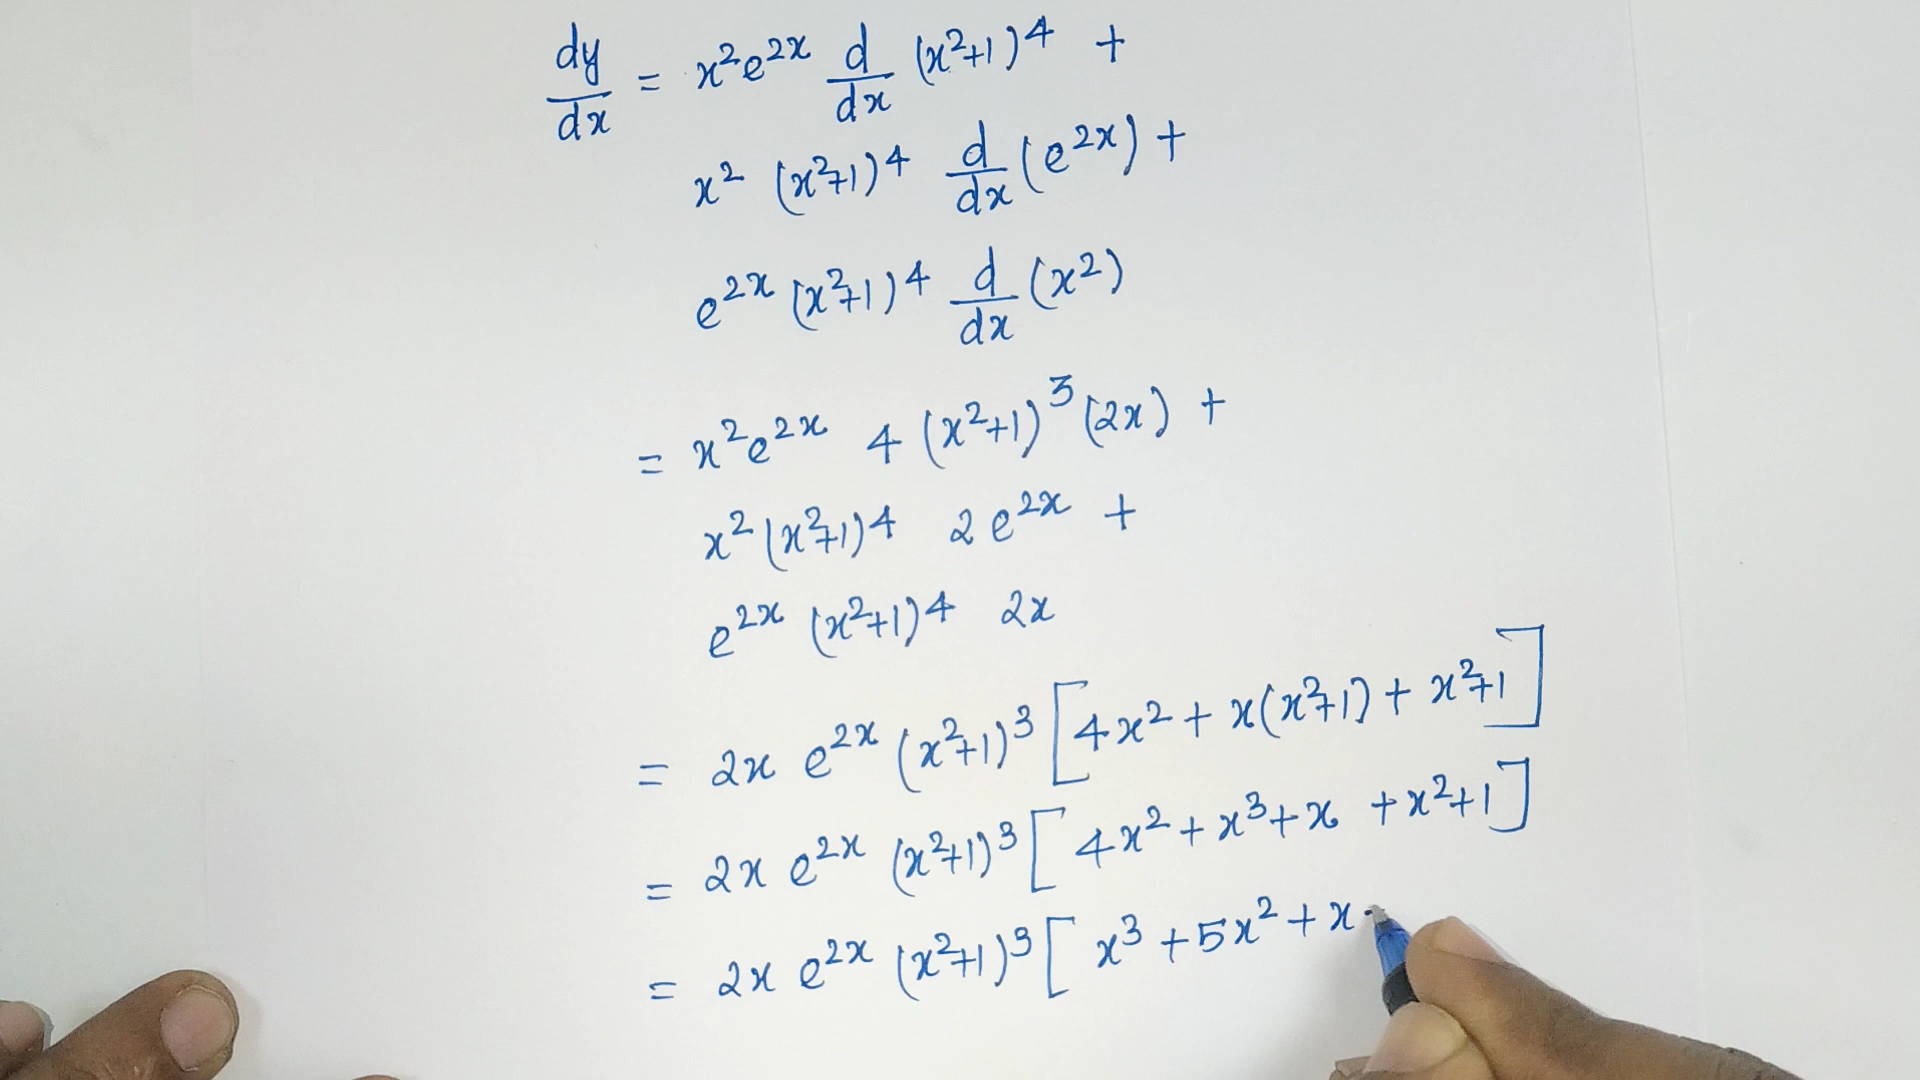 dy/dx = x²e^{2x} d/dx (x²+1)⁴ +
x² (x²+1)⁴ d/dx (e^{2x}) +
e^{2x} (x²+1)⁴ d/dx (x²)
= x²e^{2x} 4 (x²+1)³ (2x) +
x² (x²+1)⁴ 2 e^{2x} +
e^{2x} (x²+1)⁴ 2x
= 2x e^{2x} (x²+1)³ [4x² + x(x²+1) + x²+1]
= 2x e^{2x} (x²+1)³ [4x² + x³ + x + x²+1]
= 2x e^{2x} (x²+1)³ [x³ + 5x² + x